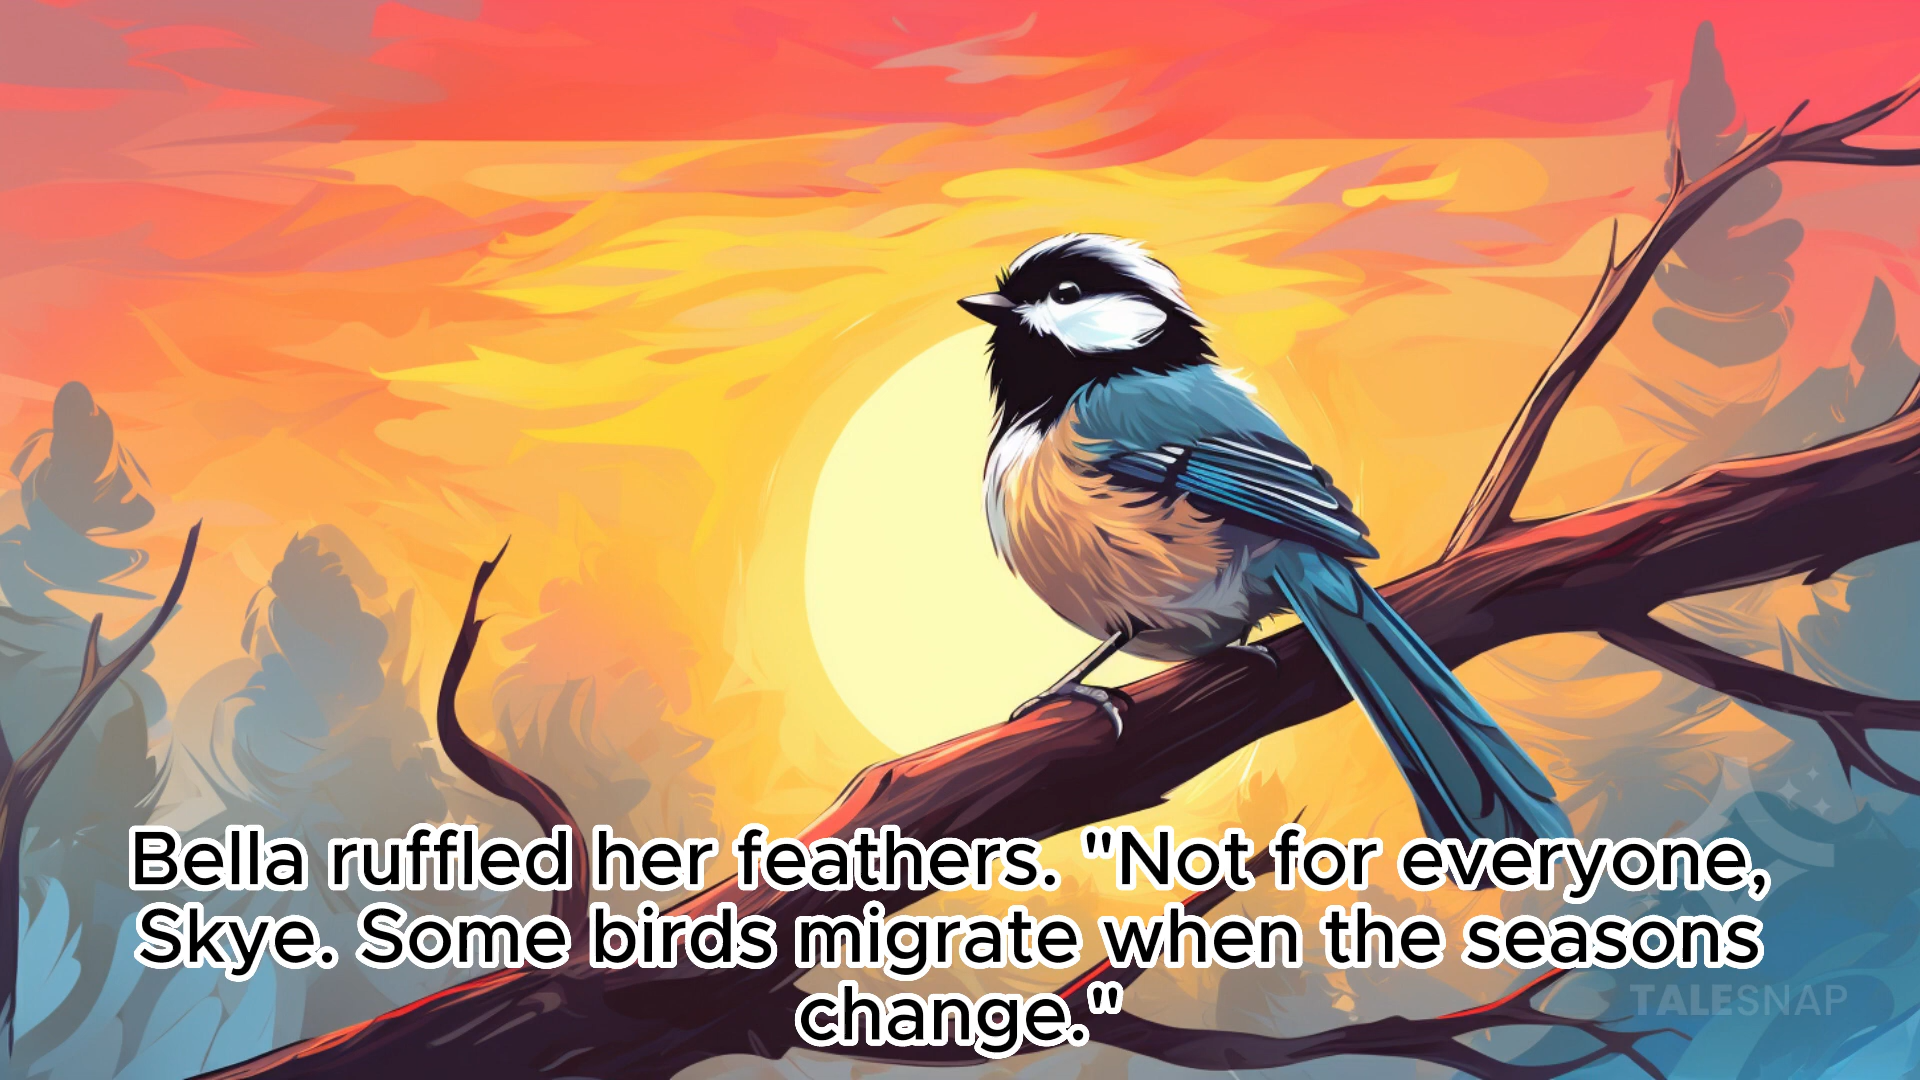 Bella ruffled her feathers. "Not for everyone,
Skye. Some birds migrate when the seasons
change."
TALESNAP